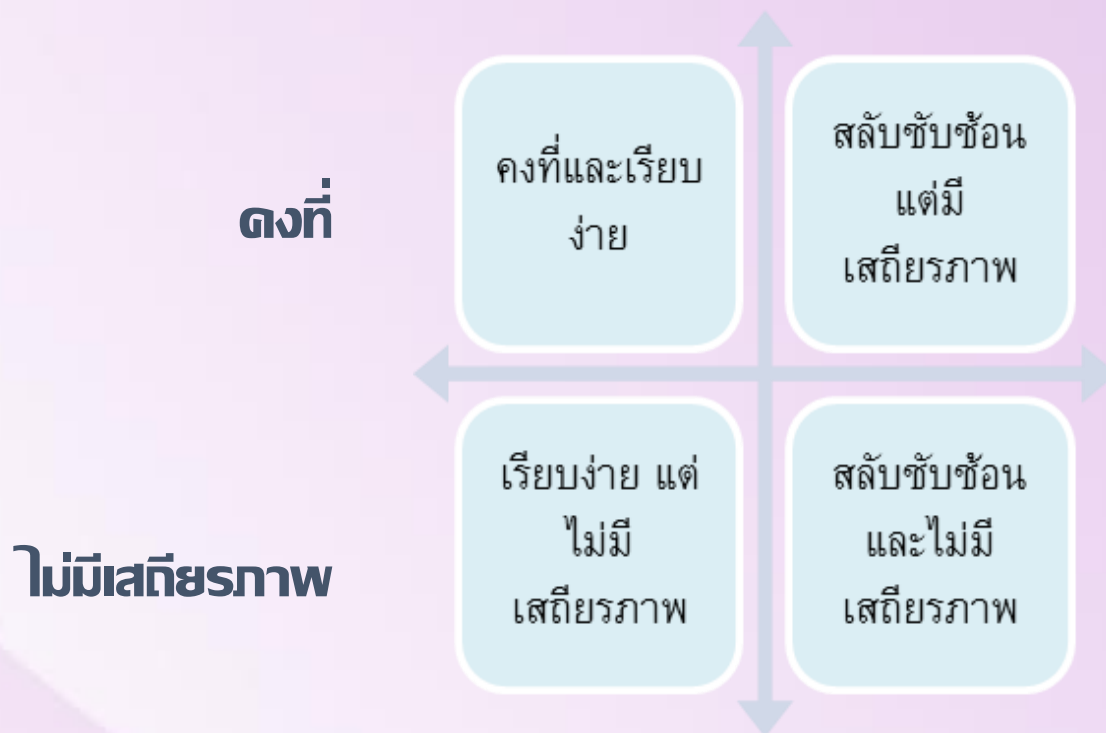 คงที่
คงที่และเรียบ
ง่าย
สลับซับซ้อน
แต่มี
เสถียรภาพ
ไม่มีเสถียรภาพ
เรียบง่าย แต่
ไม่มี
เสถียรภาพ
สลับซับซ้อน
และไม่มี
เสถียรภาพ